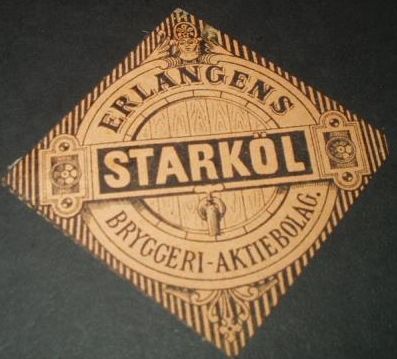 ERLANGENS
STARKÖL
BRYGGERI-AKTIEBOLAG.